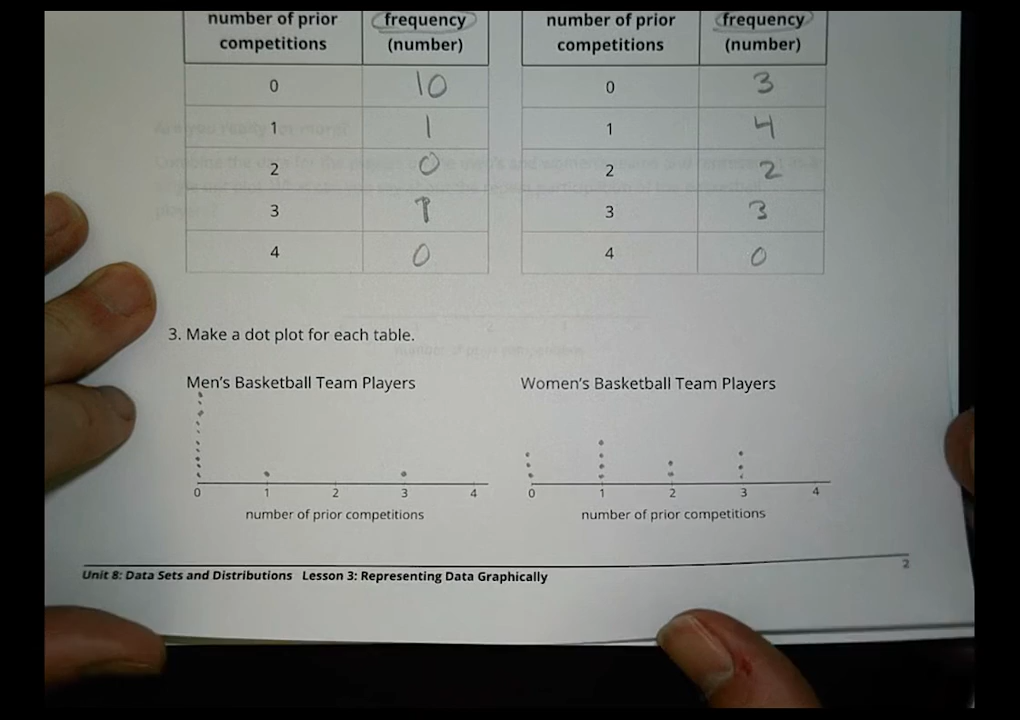 number of prior competitions frequency (number) number of prior competitions frequency (number)
0 10 0 3
1 1 1 4
2 0 2 2
3 1 3 3
4 0 4 0
3. Make a dot plot for each table.
Men's Basketball Team Players Women's Basketball Team Players
0 1 2 3 4 0 1 2 3 4
number of prior competitions number of prior competitions
2
Unit 8: Data Sets and Distributions Lesson 3: Representing Data Graphically